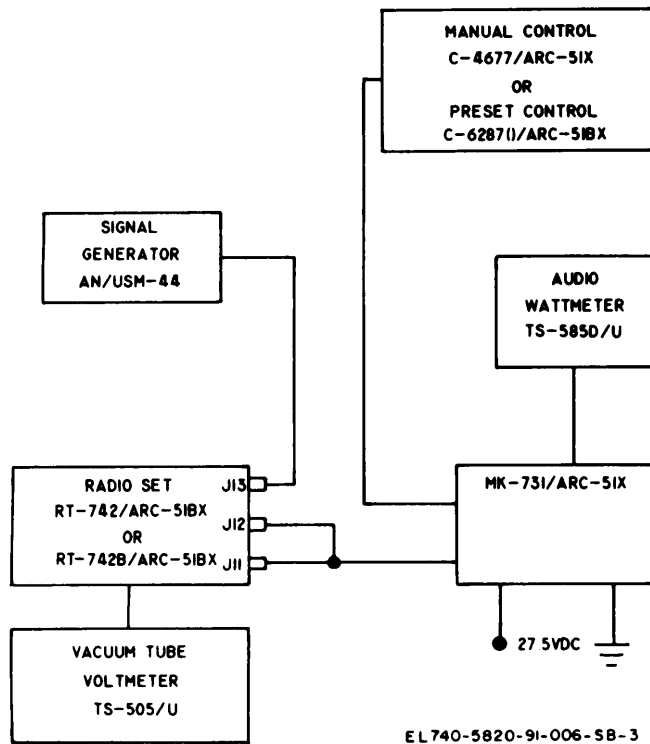 MANUAL CONTROL
C-4677/ARC-51X
OR
PRESET CONTROL
C-6287()/ARC-51BX
SIGNAL
GENERATOR
AN/USM-44
AUDIO
WATTMETER
TS-585D/U
RADIO SET
RT-742/ARC-51BX
OR
RT-742B/ARC-51BX
J13
J12
J11
MK-731/ARC-51X
27.5VDC
VACUUM TUBE
VOLTMETER
TS-505/U
EL740-5820-91-006-SB-3